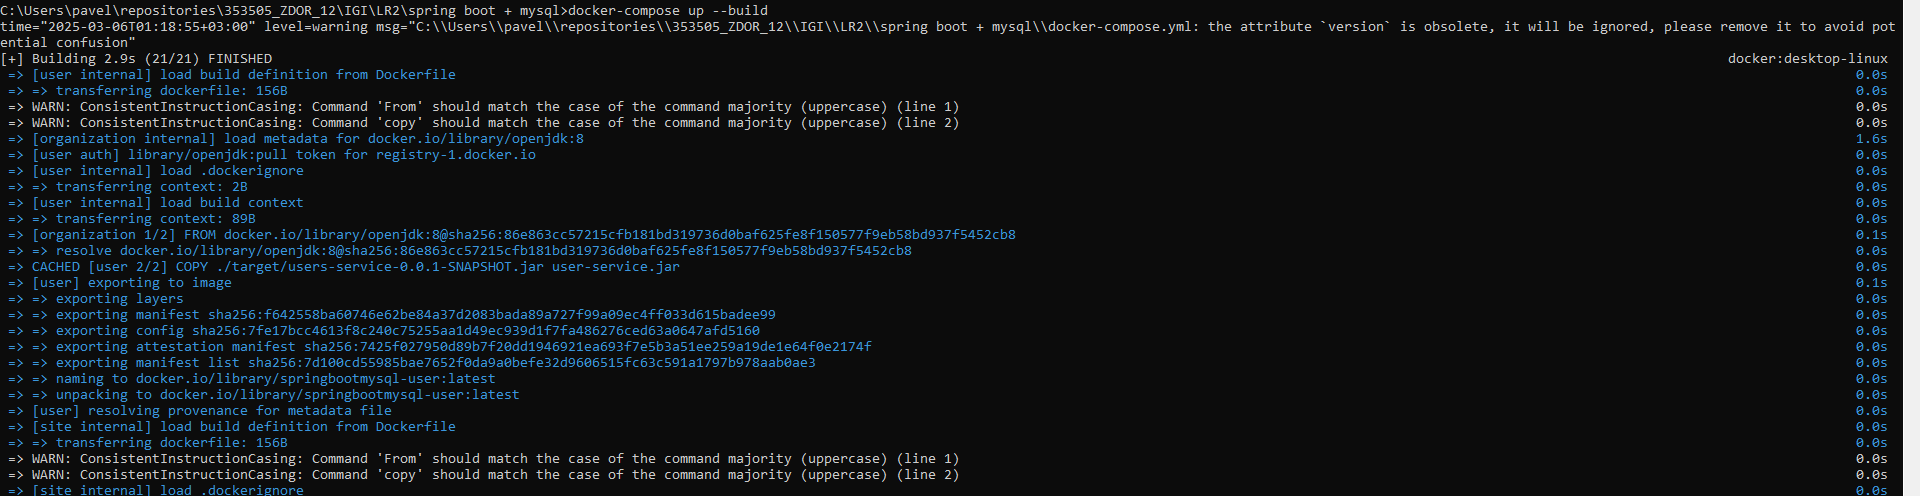 C:\Users\pavel\repositories\353505_ZDOR_12\IGI\LR2\spring boot + mysql>docker-compose up --build
time="2025-03-06T01:18:55+03:00" level=warning msg="C:\\Users\\pavel\\repositories\\353505_ZDOR_12\\IGI\\LR2\\spring boot + mysql\\docker-compose.yml: the attribute `version` is obsolete, it will be ignored, please remove it to avoid pot
ential confusion"
[+] Building 2.9s (21/21) FINISHED docker:desktop-linux
=> [user internal] load build definition from Dockerfile 0.0s
=> => transferring dockerfile: 156B 0.0s
=> WARN: ConsistentInstructionCasing: Command 'From' should match the case of the command majority (uppercase) (line 1) 0.0s
=> WARN: ConsistentInstructionCasing: Command 'copy' should match the case of the command majority (uppercase) (line 2) 0.0s
=> [organization internal] load metadata for docker.io/library/openjdk:8 1.6s
=> [user auth] library/openjdk:pull token for registry-1.docker.io 0.0s
=> [user internal] load .dockerignore 0.0s
=> => transferring context: 2B 0.0s
=> [user internal] load build context 0.0s
=> => transferring context: 89B 0.0s
=> [organization 1/2] FROM docker.io/library/openjdk:8@sha256:86e863cc57215cfb181bd319736d0baf625fe8f150577f9eb58bd937f5452cb8 0.1s
=> => resolve docker.io/library/openjdk:8@sha256:86e863cc57215cfb181bd319736d0baf625fe8f150577f9eb58bd937f5452cb8 0.0s
=> CACHED [user 2/2] COPY ./target/users-service-0.0.1-SNAPSHOT.jar user-service.jar 0.0s
=> [user] exporting to image 0.1s
=> => exporting layers 0.0s
=> => exporting manifest sha256:f642558ba60746e62be84a37d2083bada89a727f99a09ec4ff033d615badee99 0.0s
=> => exporting config sha256:7fe17bcc4613f8c240c75255aa1d49ec939d1f7fa486276ced63a0647afd5160 0.0s
=> => exporting attestation manifest sha256:7425f027950d89b7f20dd1946921ea693f7e5b3a51ee259a19de1e64f0e2174f 0.0s
=> => exporting manifest list sha256:7d100cd55985bae7652f0da9a0befe32d9606515fc63c591a1797b978aab0ae3 0.0s
=> => naming to docker.io/library/springbootmysql-user:latest 0.0s
=> => unpacking to docker.io/library/springbootmysql-user:latest 0.0s
=> [user] resolving provenance for metadata file 0.0s
=> [site internal] load build definition from Dockerfile 0.0s
=> => transferring dockerfile: 156B 0.0s
=> WARN: ConsistentInstructionCasing: Command 'From' should match the case of the command majority (uppercase) (line 1) 0.0s
=> WARN: ConsistentInstructionCasing: Command 'copy' should match the case of the command majority (uppercase) (line 2) 0.0s
=> [site internal] load .dockerignore 0.0s